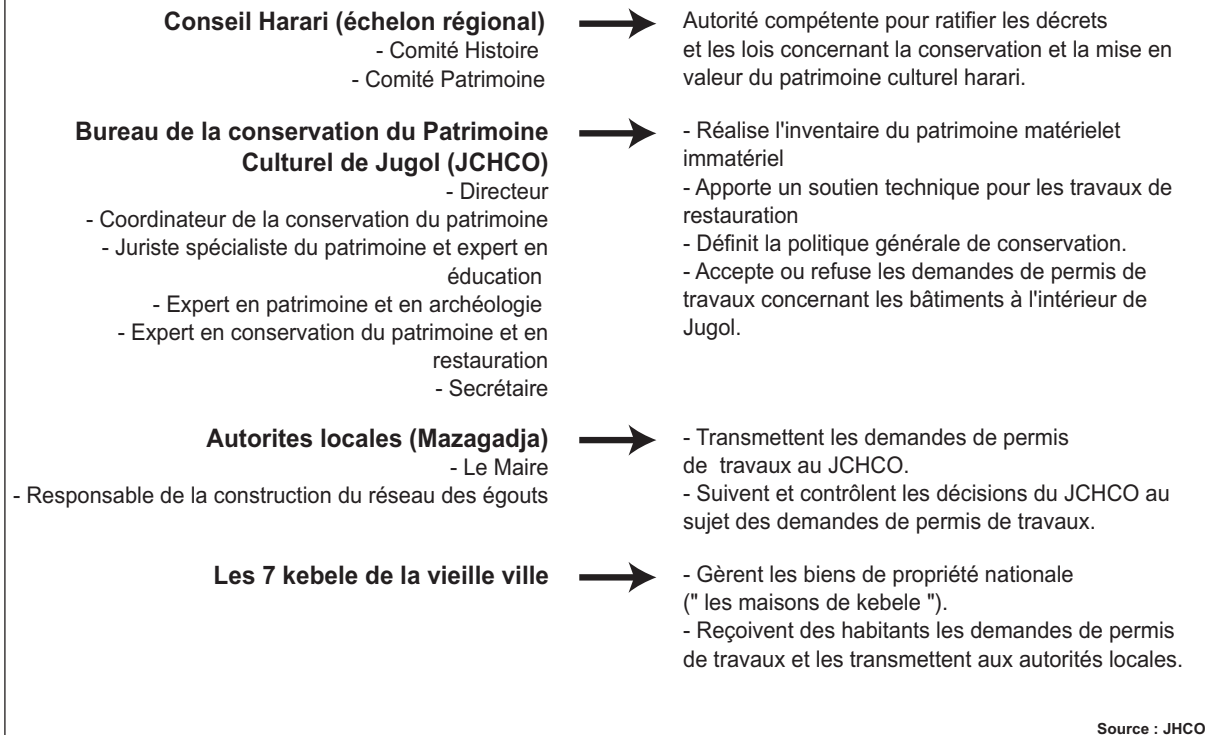 Conseil Harari (échelon régional)
- Comité Histoire
- Comité Patrimoine
Autorité compétente pour ratifier les décrets
et les lois concernant la conservation et la mise en
valeur du patrimoine culturel harari.
Bureau de la conservation du Patrimoine
Culturel de Jugol (JCHCO)
- Directeur
- Coordinateur de la conservation du patrimoine
- Juriste spécialiste du patrimoine et expert en
éducation
- Expert en patrimoine et en archéologie
- Expert en conservation du patrimoine et en
restauration
- Secrétaire
- Réalise l'inventaire du patrimoine matérielet
immatériel
- Apporte un soutien technique pour les travaux de
restauration
- Définit la politique générale de conservation.
- Accepte ou refuse les demandes de permis de
travaux concernant les bâtiments à l'intérieur de
Jugol.
Autorites locales (Mazagadja)
- Le Maire
- Responsable de la construction du réseau des égouts
- Transmettent les demandes de permis
de travaux au JCHCO.
- Suivent et contrôlent les décisions du JCHCO au
sujet des demandes de permis de travaux.
Les 7 kebele de la vieille ville
- Gèrent les biens de propriété nationale
(" les maisons de kebele ").
- Reçoivent des habitants les demandes de permis
de travaux et les transmettent aux autorités locales.
Source : JHCO